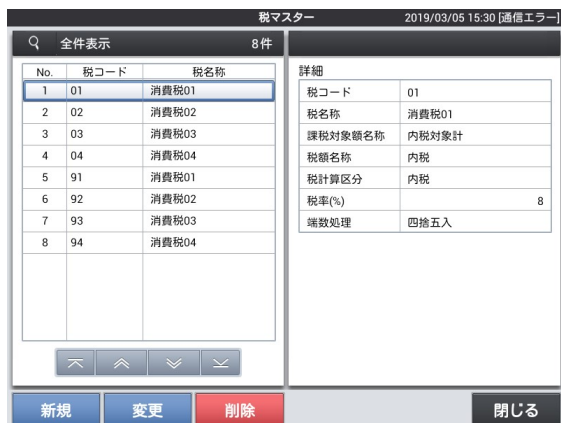 税マスター 2019/03/05 15:30 [通信エラー]
全件表示 8件
No. 税コード 税名称
1 01 消費税01
2 02 消費税02
3 03 消費税03
4 04 消費税04
5 91 消費税01
6 92 消費税02
7 93 消費税03
8 94 消費税04
詳細
税コード 01
税名称 消費税01
課税対象額名称 内税対象計
税額名称 内税
税計算区分 内税
税率(%) 8
端数処理 四捨五入
新規 変更 削除 閉じる